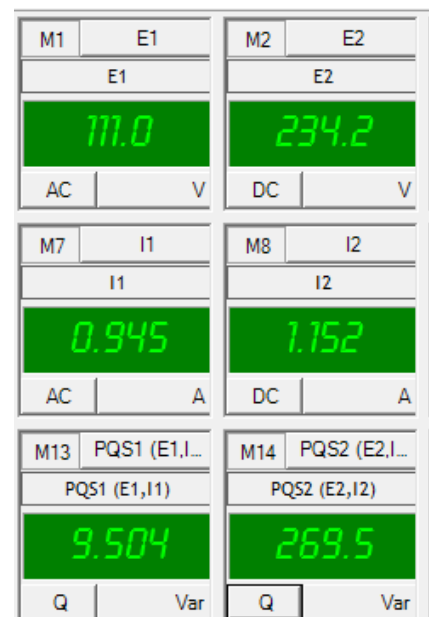 M1 E1 M2 E2
E1 E2
111.0 234.2
AC V DC V
M7 I1 M8 I2
I1 I2
0.945 1.152
AC A DC A
M13 PQS1 (E1,I... M14 PQS2 (E2,I...
PQS1 (E1,I1) PQS2 (E2,I2)
9.504 269.5
Q Var Q Var